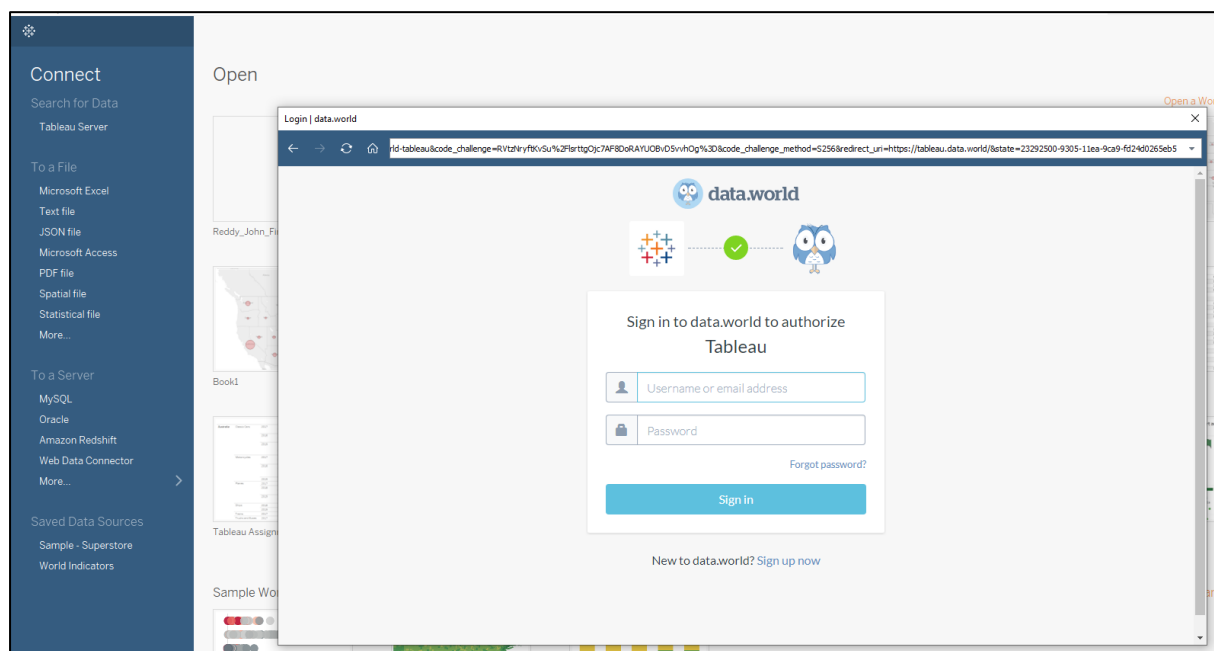 Connect
Search for Data
Tableau Server
To a File
Microsoft Excel
Text file
JSON file
Microsoft Access
PDF file
Spatial file
Statistical file
More...
To a Server
MySQL
Oracle
Amazon Redshift
Web Data Connector
More...
Saved Data Sources
Sample - Superstore
World Indicators
Open
Open a Wo
Reddy_John_Fi
Book1
Tableau Assign
Sample Wo
Login | data.world
rld-tableau&code_challenge=RVtzNryftKvSu%2FlsrttgOjc7AF8DoRAYUOBvD5vvhOg%3D&code_challenge_method=S256&redirect_uri=https://tableau.data.world/&state=23292500-9305-11ea-9ca9-fd24d0265eb5
data.world
Sign in to data.world to authorize
Tableau
Username or email address
Password
Forgot password?
Sign in
New to data.world? Sign up now